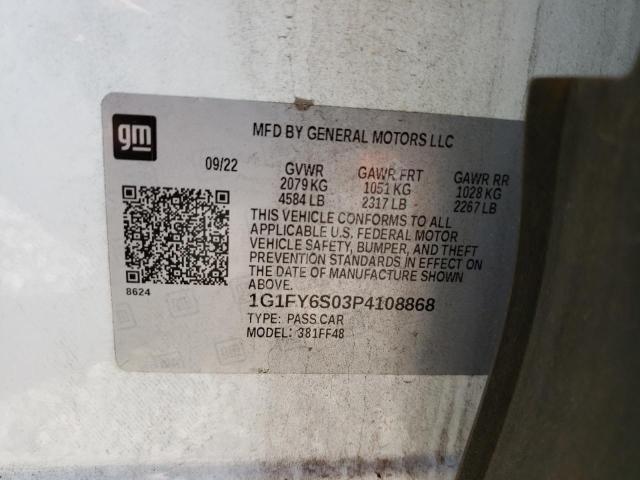 gm
MFD BY GENERAL MOTORS LLC
09/22 GVWR GAWR FRT GAWR RR
2079 KG 1051 KG 1028 KG
4584 LB 2317 LB 2267 LB
THIS VEHICLE CONFORMS TO ALL
APPLICABLE U.S. FEDERAL MOTOR
VEHICLE SAFETY, BUMPER, AND THEFT
PREVENTION STANDARDS IN EFFECT ON
THE DATE OF MANUFACTURE SHOWN
ABOVE.
8624
1G1FY6S03P4108868
TYPE: PASS.CAR
MODEL: 381FF48